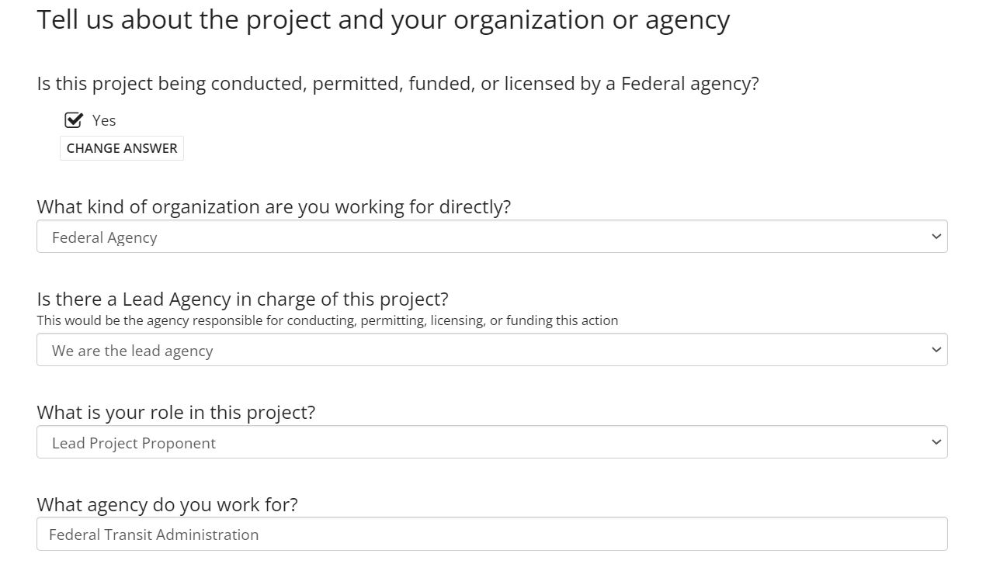 Tell us about the project and your organization or agency
Is this project being conducted, permitted, funded, or licensed by a Federal agency?
Yes
CHANGE ANSWER
What kind of organization are you working for directly?
Federal Agency
Is there a Lead Agency in charge of this project?
This would be the agency responsible for conducting, permitting, licensing, or funding this action
We are the lead agency
What is your role in this project?
Lead Project Proponent
What agency do you work for?
Federal Transit Administration